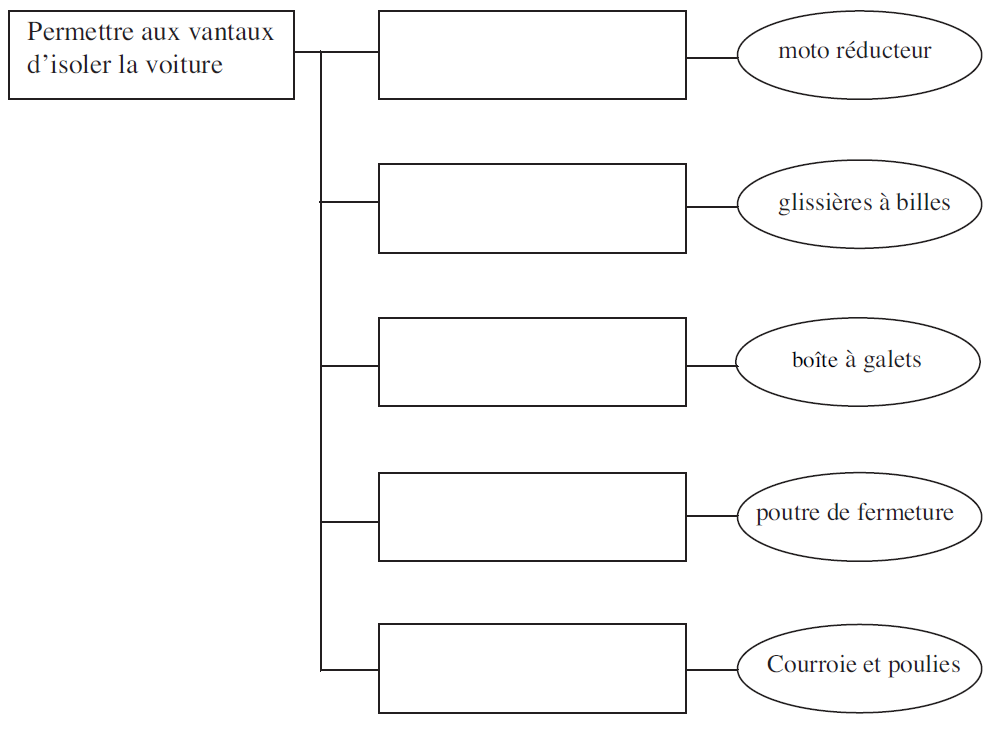 Permettre aux vantaux
d’isoler la voiture
moto réducteur
glissières à billes
boîte à galets
poutre de fermeture
Courroie et poulies